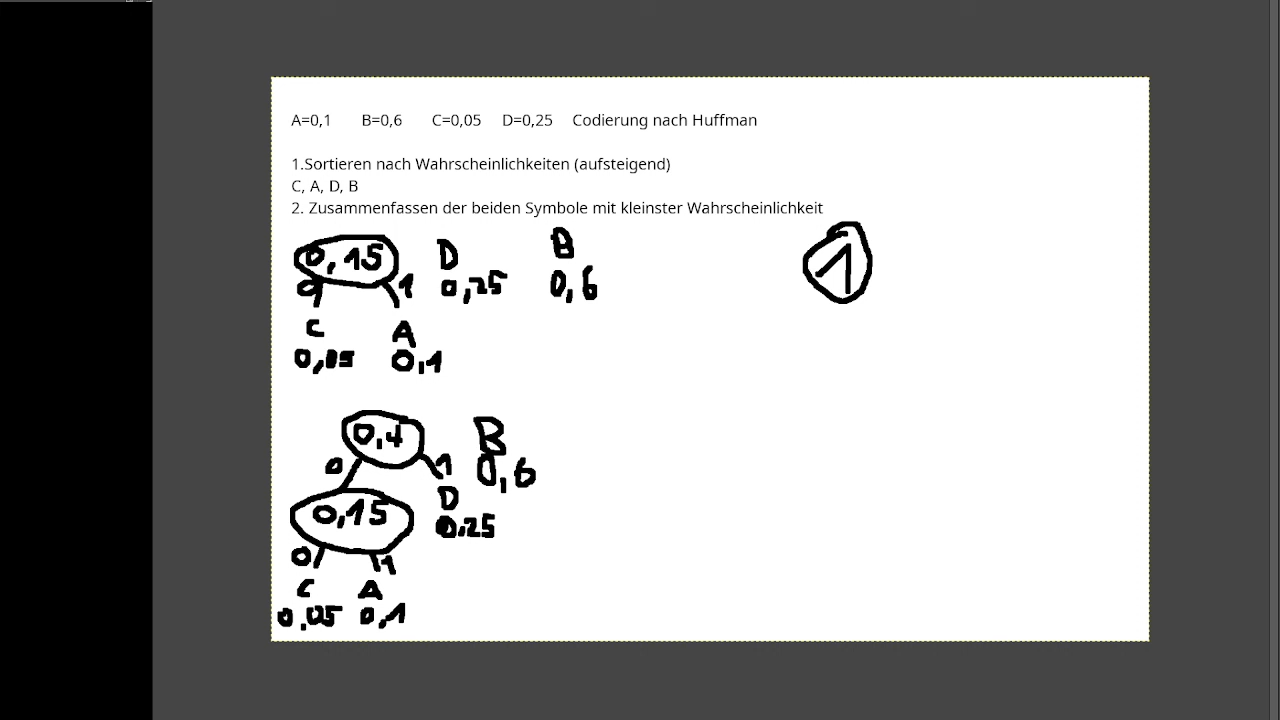 A=0,1 B=0,6 C=0,05 D=0,25 Codierung nach Huffman
1.Sortieren nach Wahrscheinlichkeiten (aufsteigend)
C, A, D, B
2. Zusammenfassen der beiden Symbole mit kleinster Wahrscheinlichkeit
0,15 D B 1
0 1 0,25 0,6
C A
0,05 0,1
0,4 B
0 1 0,6
0,15 D
0,25
0 1
C A
0,05 0,1